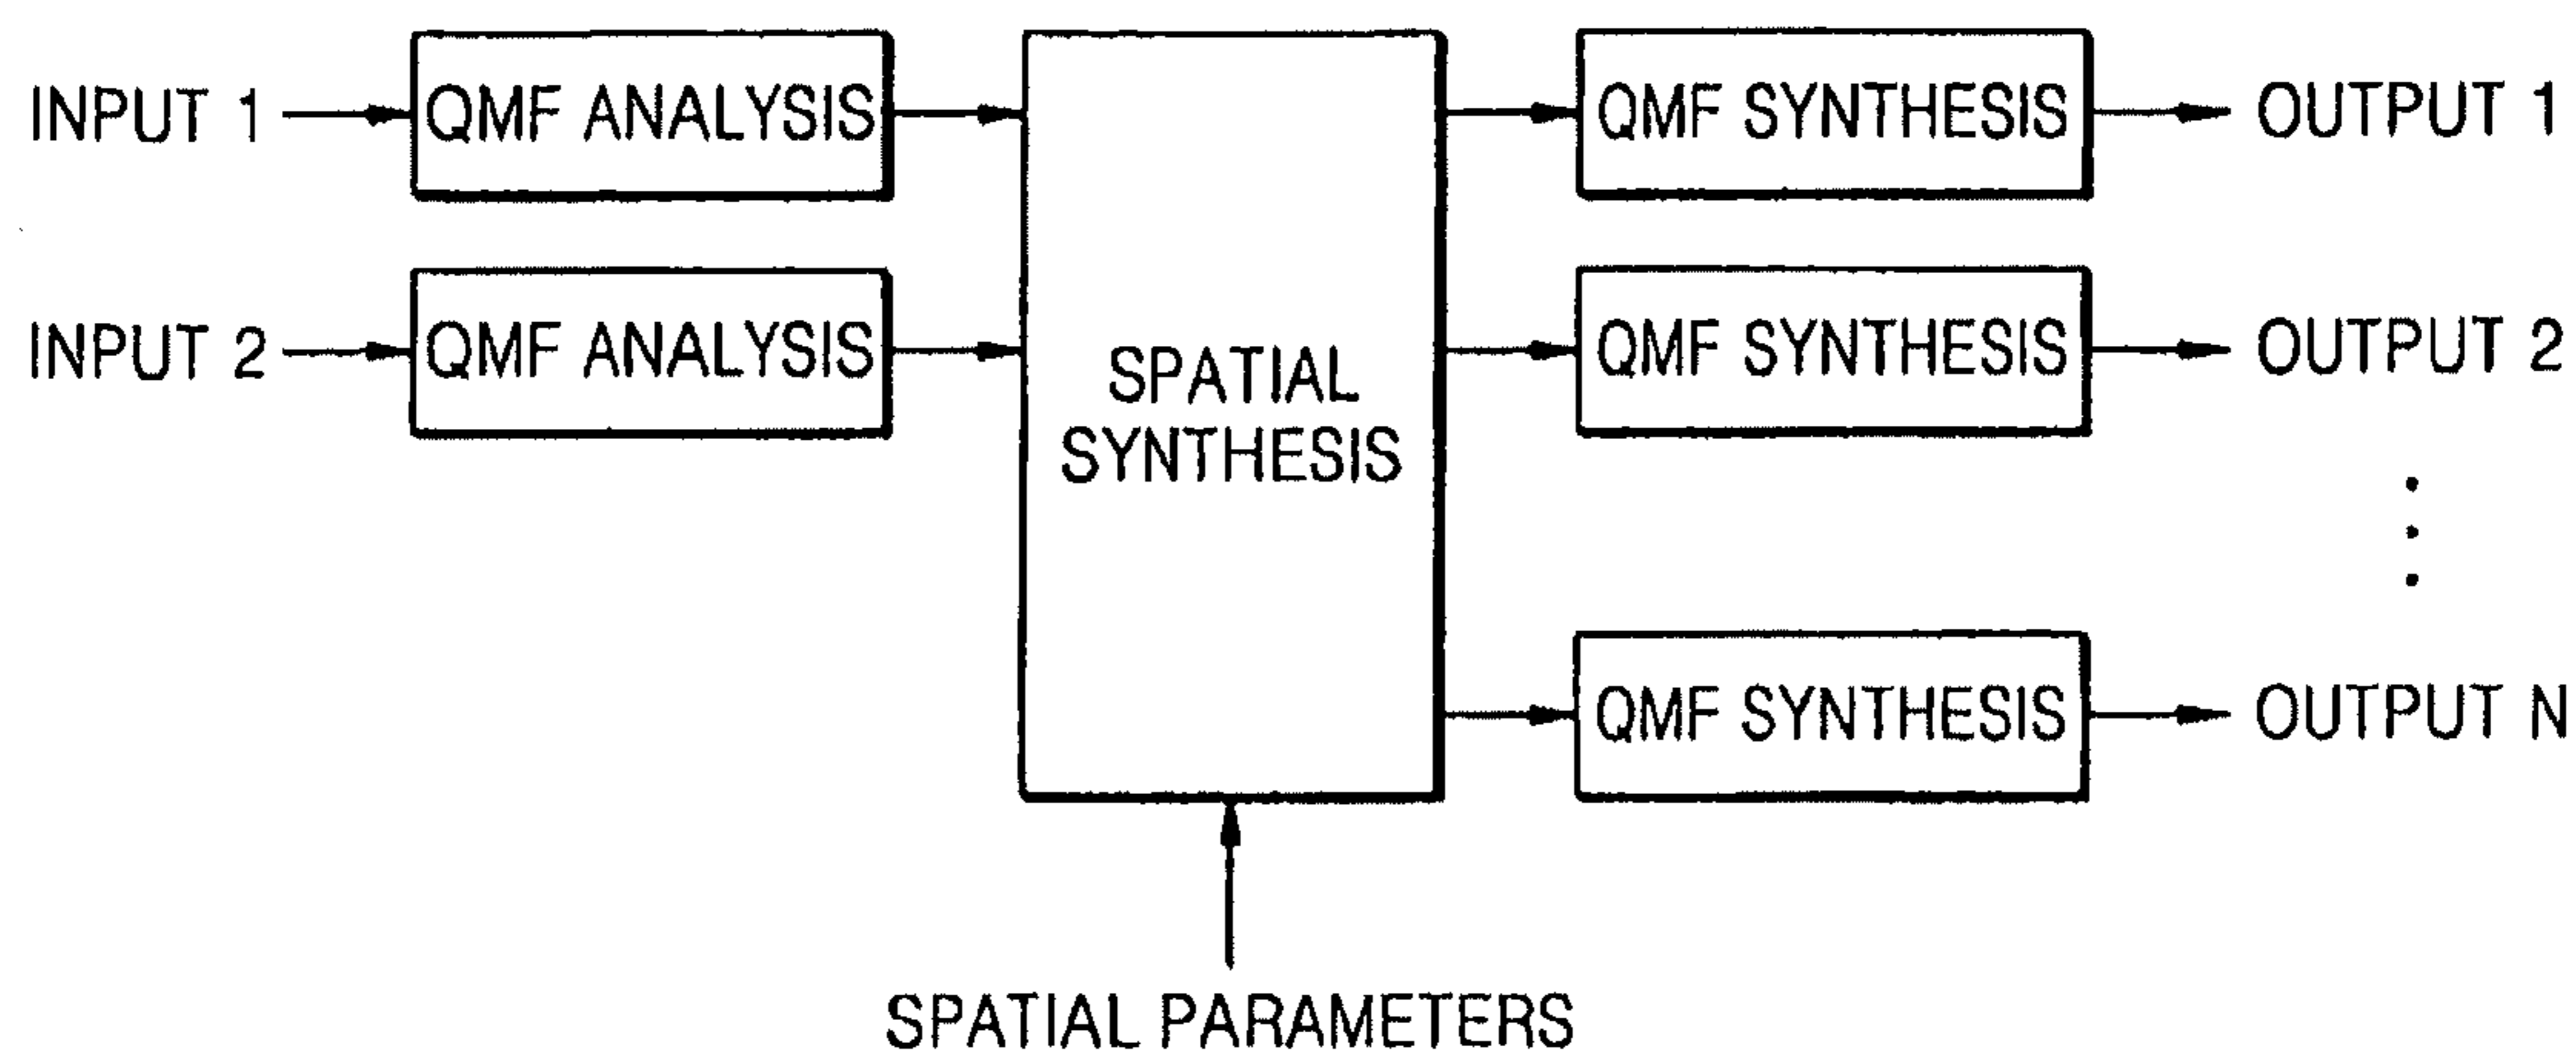 INPUT 1
QMF ANALYSIS
QMF SYNTHESIS
OUTPUT 1
INPUT 2
QMF ANALYSIS
SPATIAL
SYNTHESIS
QMF SYNTHESIS
OUTPUT 2
QMF SYNTHESIS
OUTPUT N
SPATIAL PARAMETERS